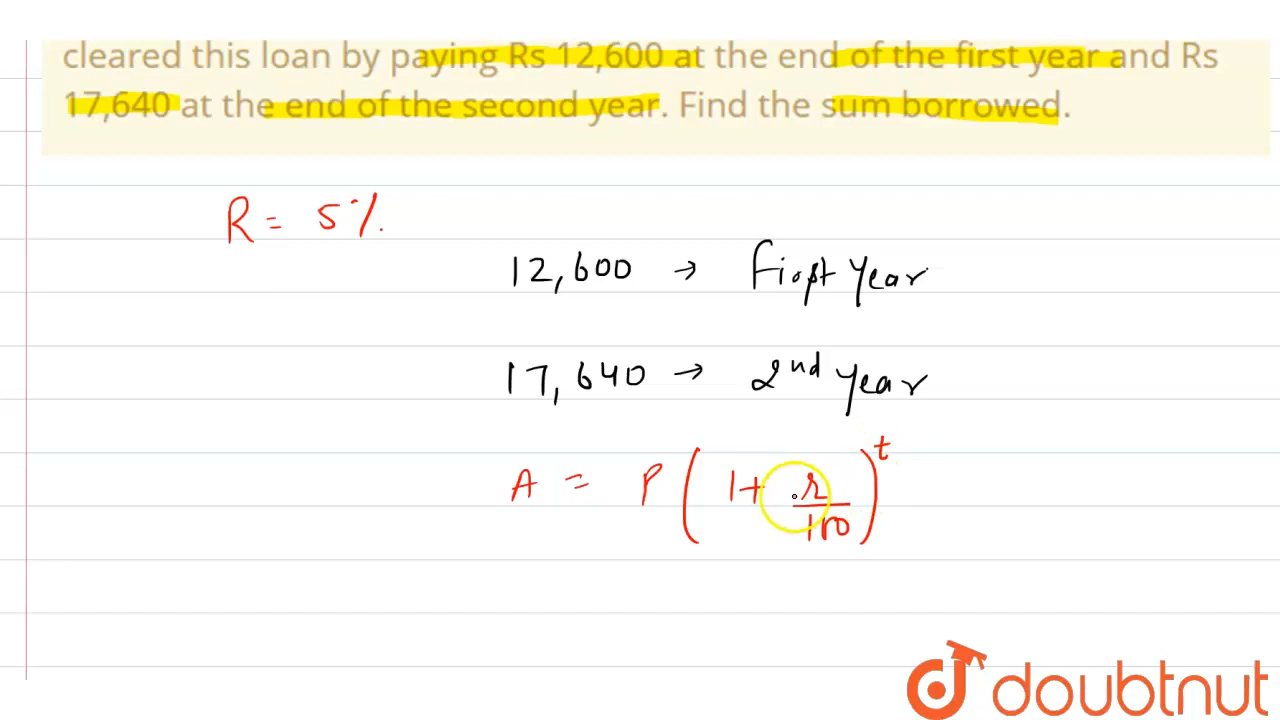 cleared this loan by paying Rs 12,600 at the end of the first year and Rs
17,640 at the end of the second year. Find the sum borrowed.
R = 5%.
12,600 → First Year
17,640 → 2nd Year
A = P ( 1+ r/100 )^t
doubtnut